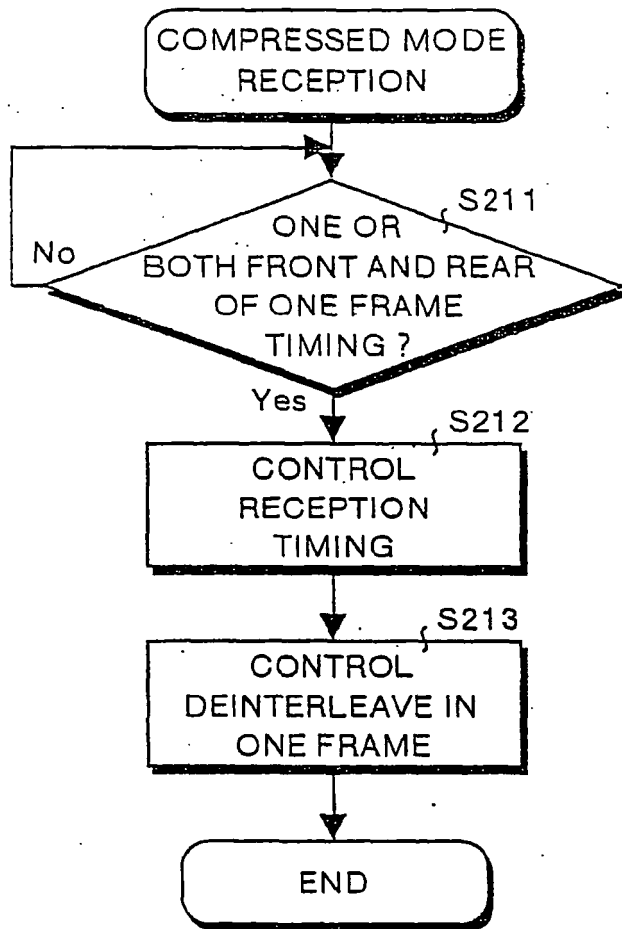 COMPRESSED MODE
RECEPTION
S211
No
ONE OR
BOTH FRONT AND REAR
OF ONE FRAME
TIMING ?
Yes
S212
CONTROL
RECEPTION
TIMING
S213
CONTROL
DEINTERLEAVE IN
ONE FRAME
END